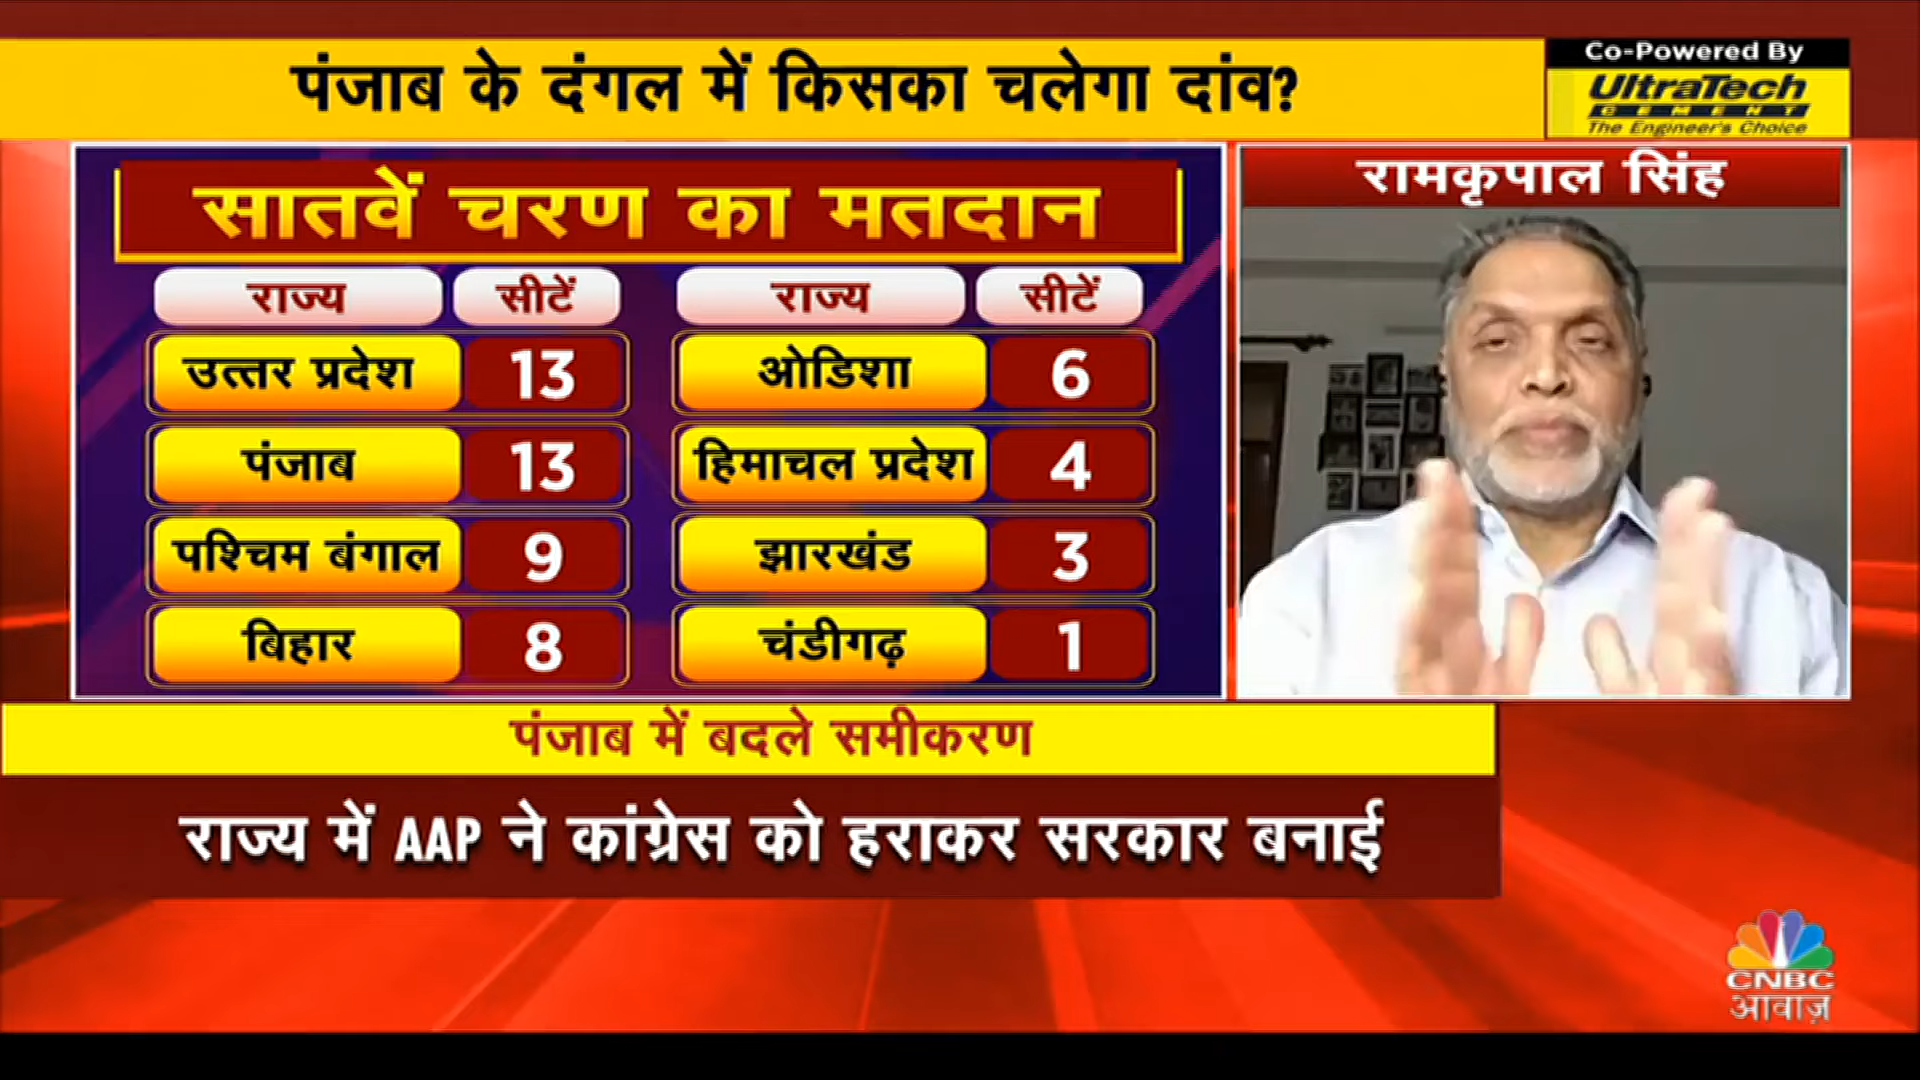 पंजाब के दंगल में किसका चलेगा दांव?
Co-Powered By
UltraTech
CEMENT
The Engineer's Choice
सातवें चरण का मतदान
राज्य सीटें राज्य सीटें
उत्तर प्रदेश 13 ओडिशा 6
पंजाब 13 हिमाचल प्रदेश 4
पश्चिम बंगाल 9 झारखंड 3
बिहार 8 चंडीगढ़ 1
रामकृपाल सिंह
पंजाब में बदले समीकरण
राज्य में AAP ने कांग्रेस को हराकर सरकार बनाई
CNBC
आवाज़